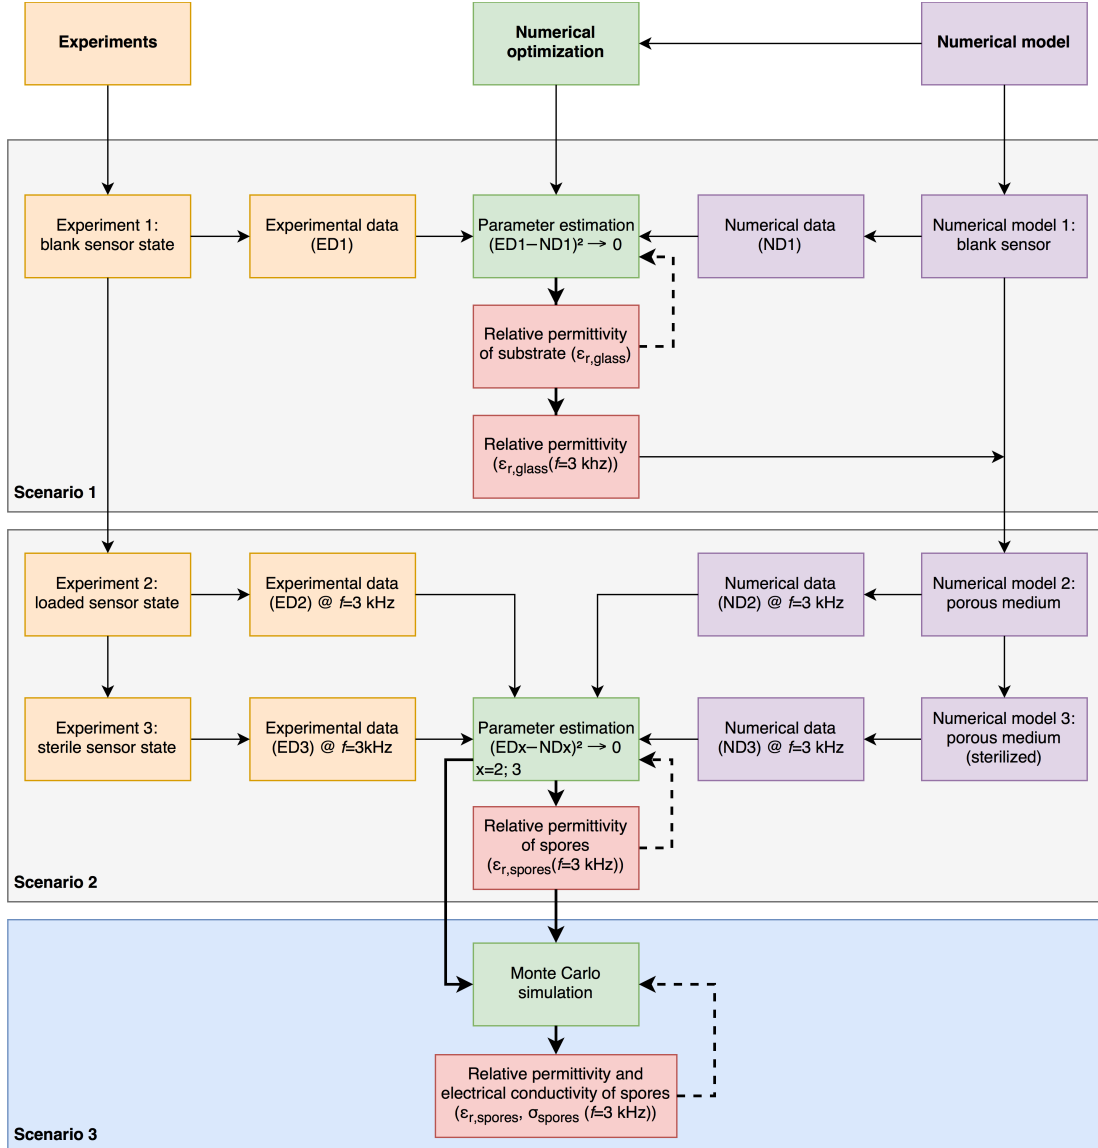 Experiments
Numerical
optimization
Numerical model
Experiment 1:
blank sensor state
Experimental data
(ED1)
Parameter estimation
(ED1−ND1)² → 0
Numerical data
(ND1)
Numerical model 1:
blank sensor
Relative permittivity
of substrate (εr,glass)
Relative permittivity
(εr,glass(f=3 khz))
Scenario 1
Experiment 2:
loaded sensor state
Experimental data
(ED2) @ f=3 kHz
Numerical data
(ND2) @ f=3 kHz
Numerical model 2:
porous medium
Experiment 3:
sterile sensor state
Experimental data
(ED3) @ f=3kHz
Parameter estimation
(EDx−NDx)² → 0
x=2; 3
Numerical data
(ND3) @ f=3 kHz
Numerical model 3:
porous medium
(sterilized)
Relative permittivity
of spores
(εr,spores(f=3 kHz))
Scenario 2
Monte Carlo
simulation
Relative permittivity and
electrical conductivity of spores
(εr,spores, σspores (f=3 kHz))
Scenario 3